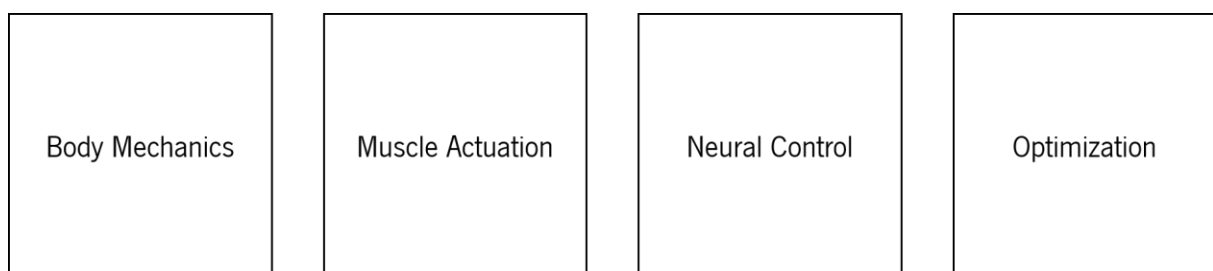 Body Mechanics
Muscle Actuation
Neural Control
Optimization